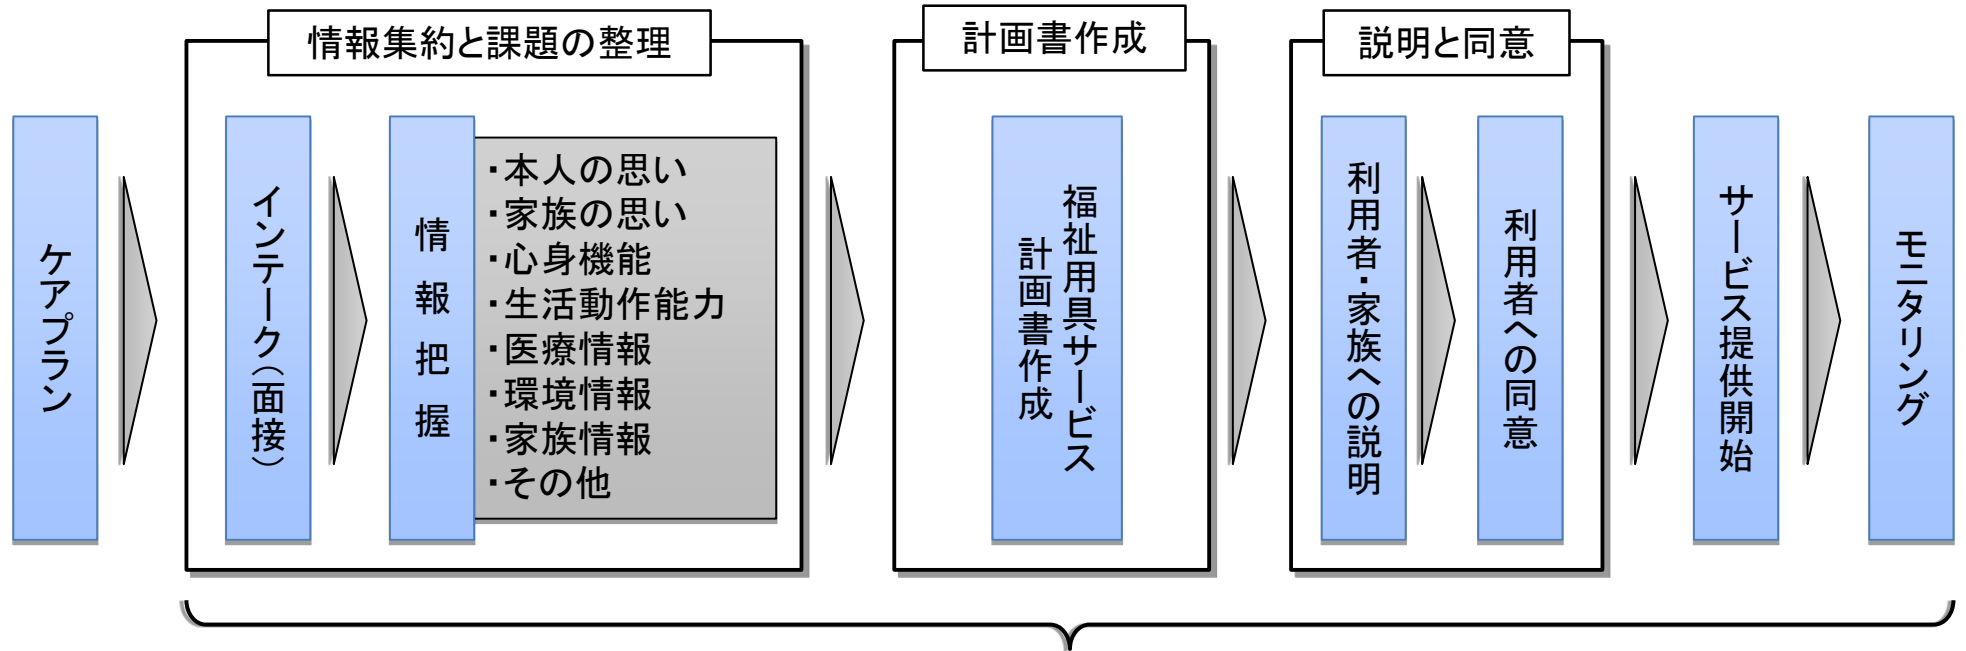 情報集約と課題の整理
計画書作成
説明と同意
ケアプラン
インテーク(面接)
情報把握
・本人の思い
・家族の思い
・心身機能
・生活動作能力
・医療情報
・環境情報
・家族情報
・その他
福祉用具サービス
計画書作成
利用者・家族への説明
利用者への同意
サービス提供開始
モニタリング